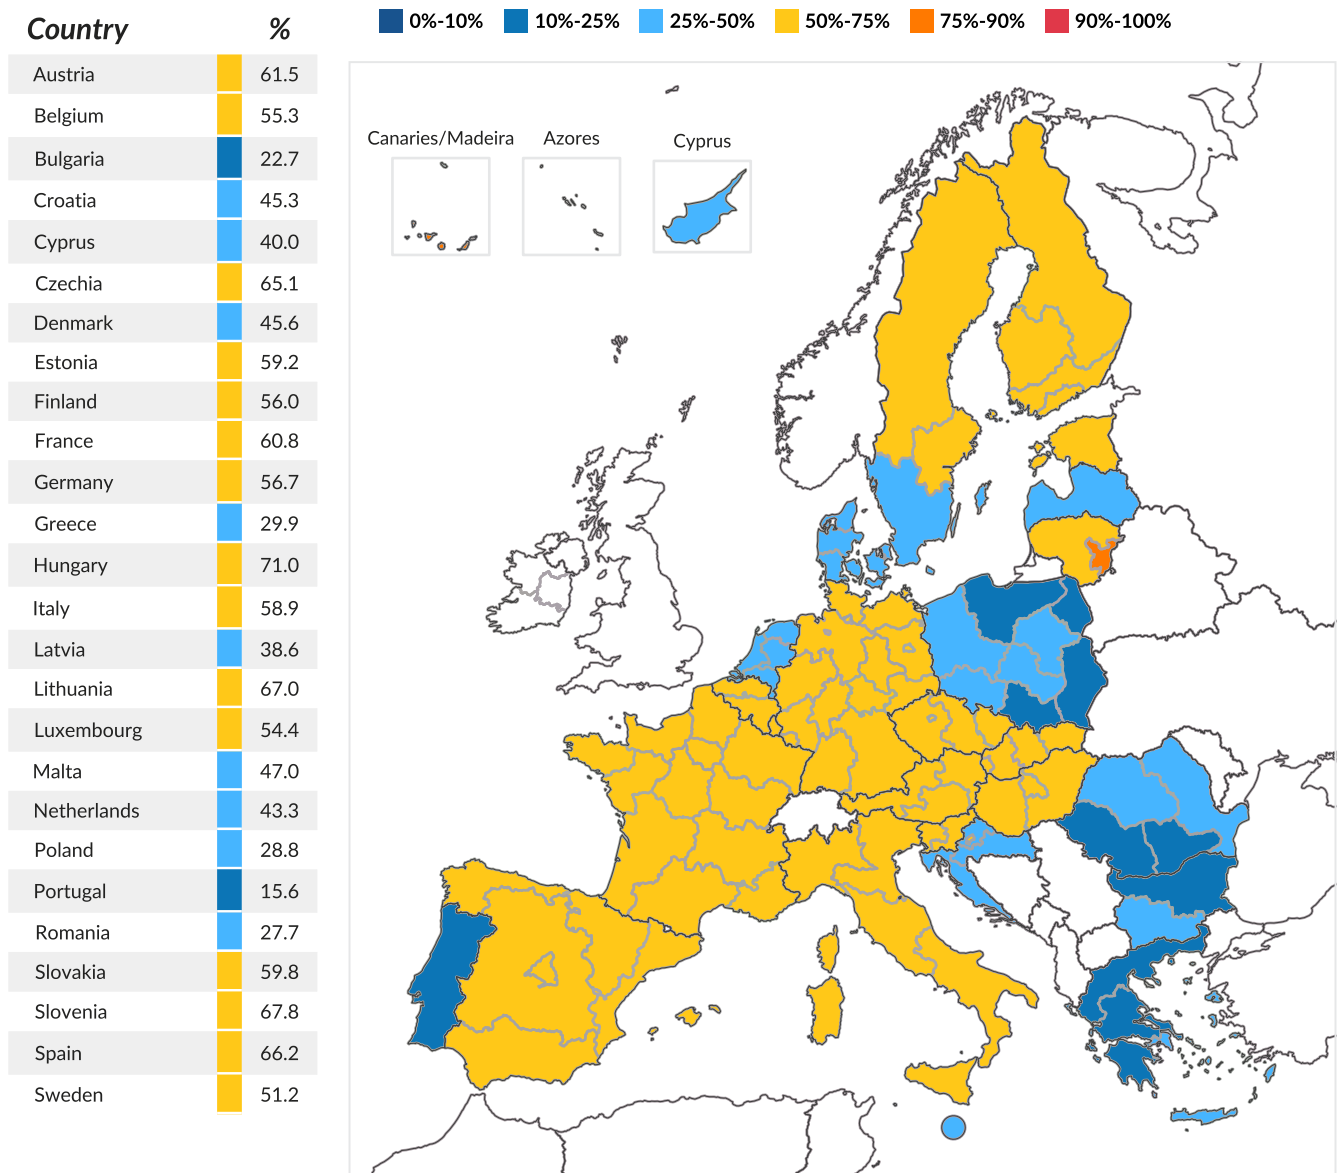 Country %
0%-10% 10%-25% 25%-50% 50%-75% 75%-90% 90%-100%
Austria 61.5
Belgium 55.3
Bulgaria 22.7
Croatia 45.3
Cyprus 40.0
Czechia 65.1
Denmark 45.6
Estonia 59.2
Finland 56.0
France 60.8
Germany 56.7
Greece 29.9
Hungary 71.0
Italy 58.9
Latvia 38.6
Lithuania 67.0
Luxembourg 54.4
Malta 47.0
Netherlands 43.3
Poland 28.8
Portugal 15.6
Romania 27.7
Slovakia 59.8
Slovenia 67.8
Spain 66.2
Sweden 51.2
Canaries/Madeira Azores Cyprus